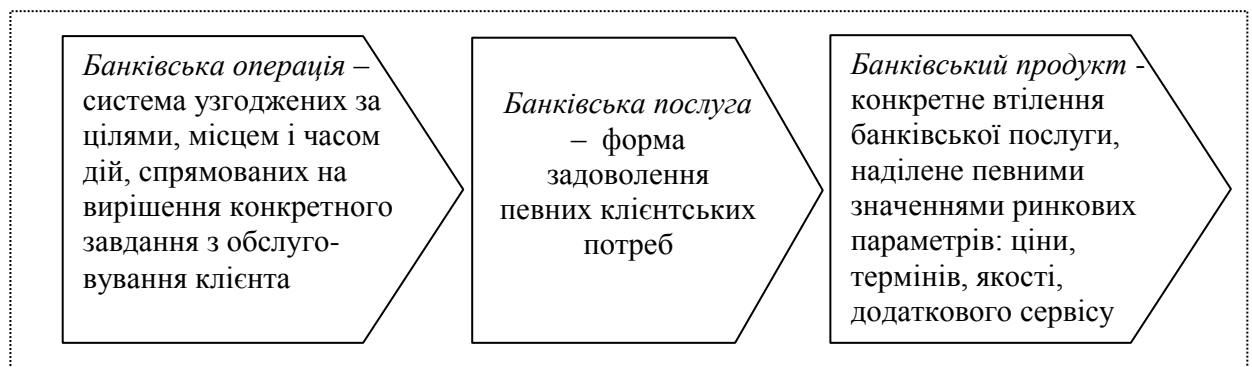 Банківська операція –
система узгоджених за
цілями, місцем і часом
дій, спрямованих на
вирішення конкретного
завдання з обслуго-
вування клієнта
Банківська послуга
– форма
задоволення
певних клієнтських
потреб
Банківський продукт -
конкретне втілення
банківської послуги,
наділене певними
значеннями ринкових
параметрів: ціни,
термінів, якості,
додаткового сервісу